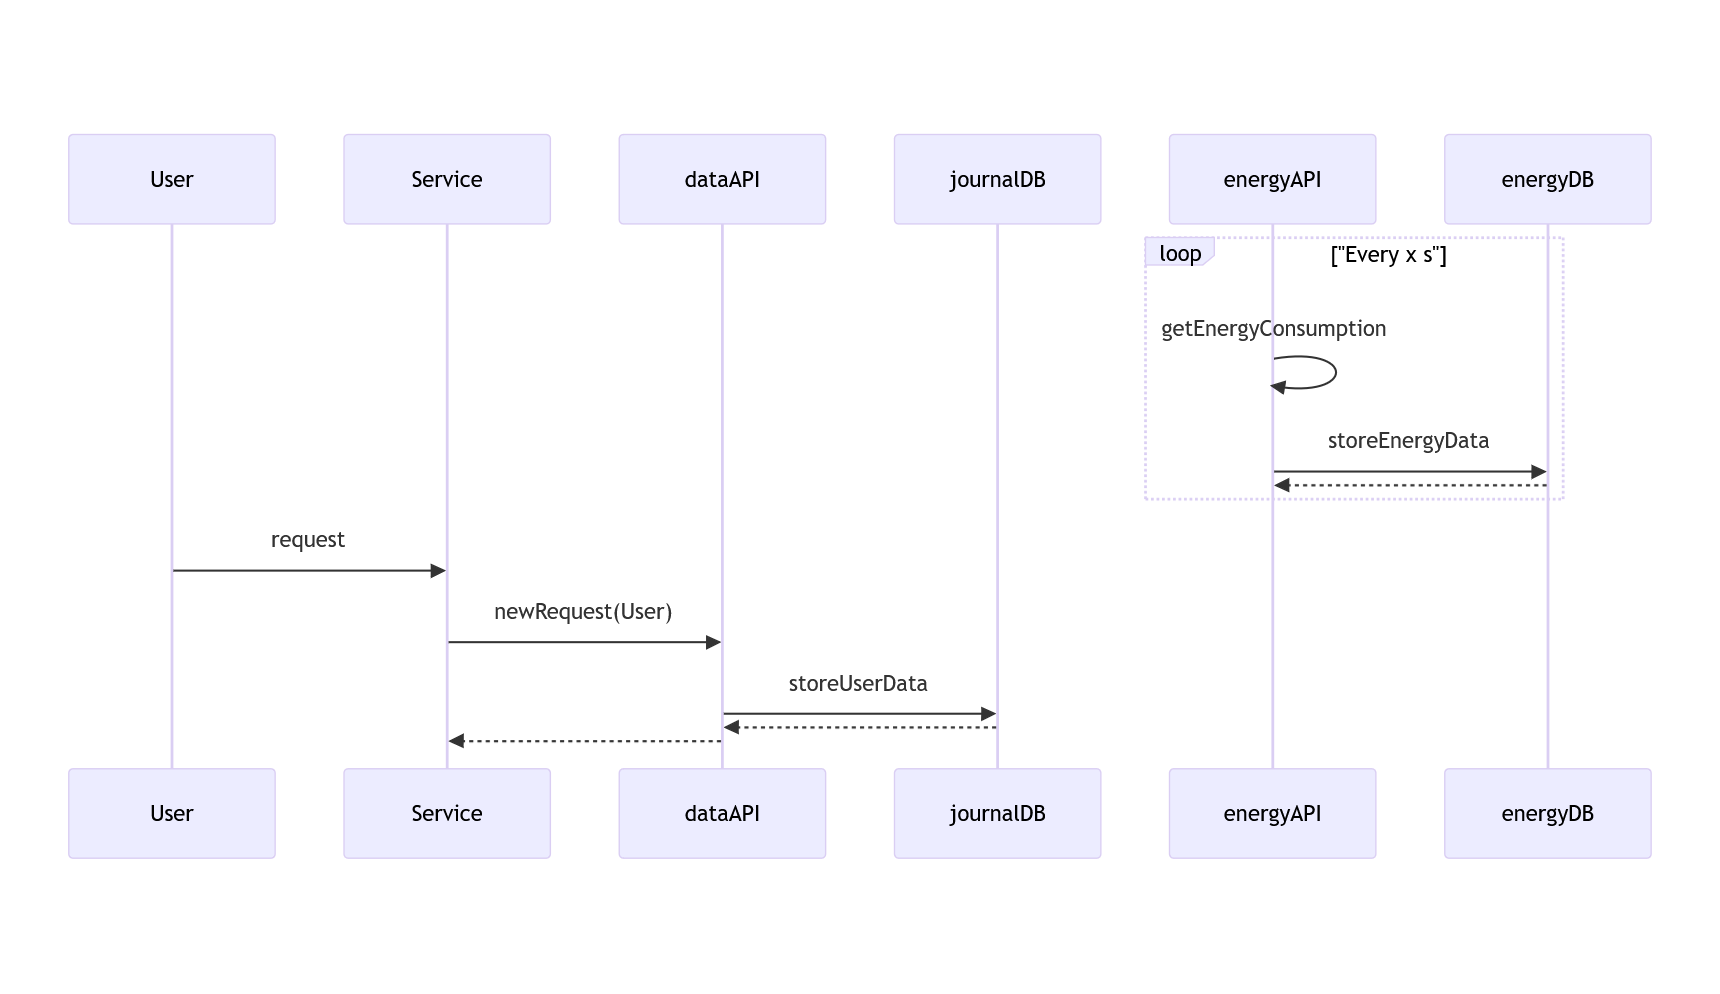 User
Service
dataAPI
journalDB
energyAPI
energyDB
loop
["Every x s"]
getEnergyConsumption
storeEnergyData
request
newRequest(User)
storeUserData
User
Service
dataAPI
journalDB
energyAPI
energyDB